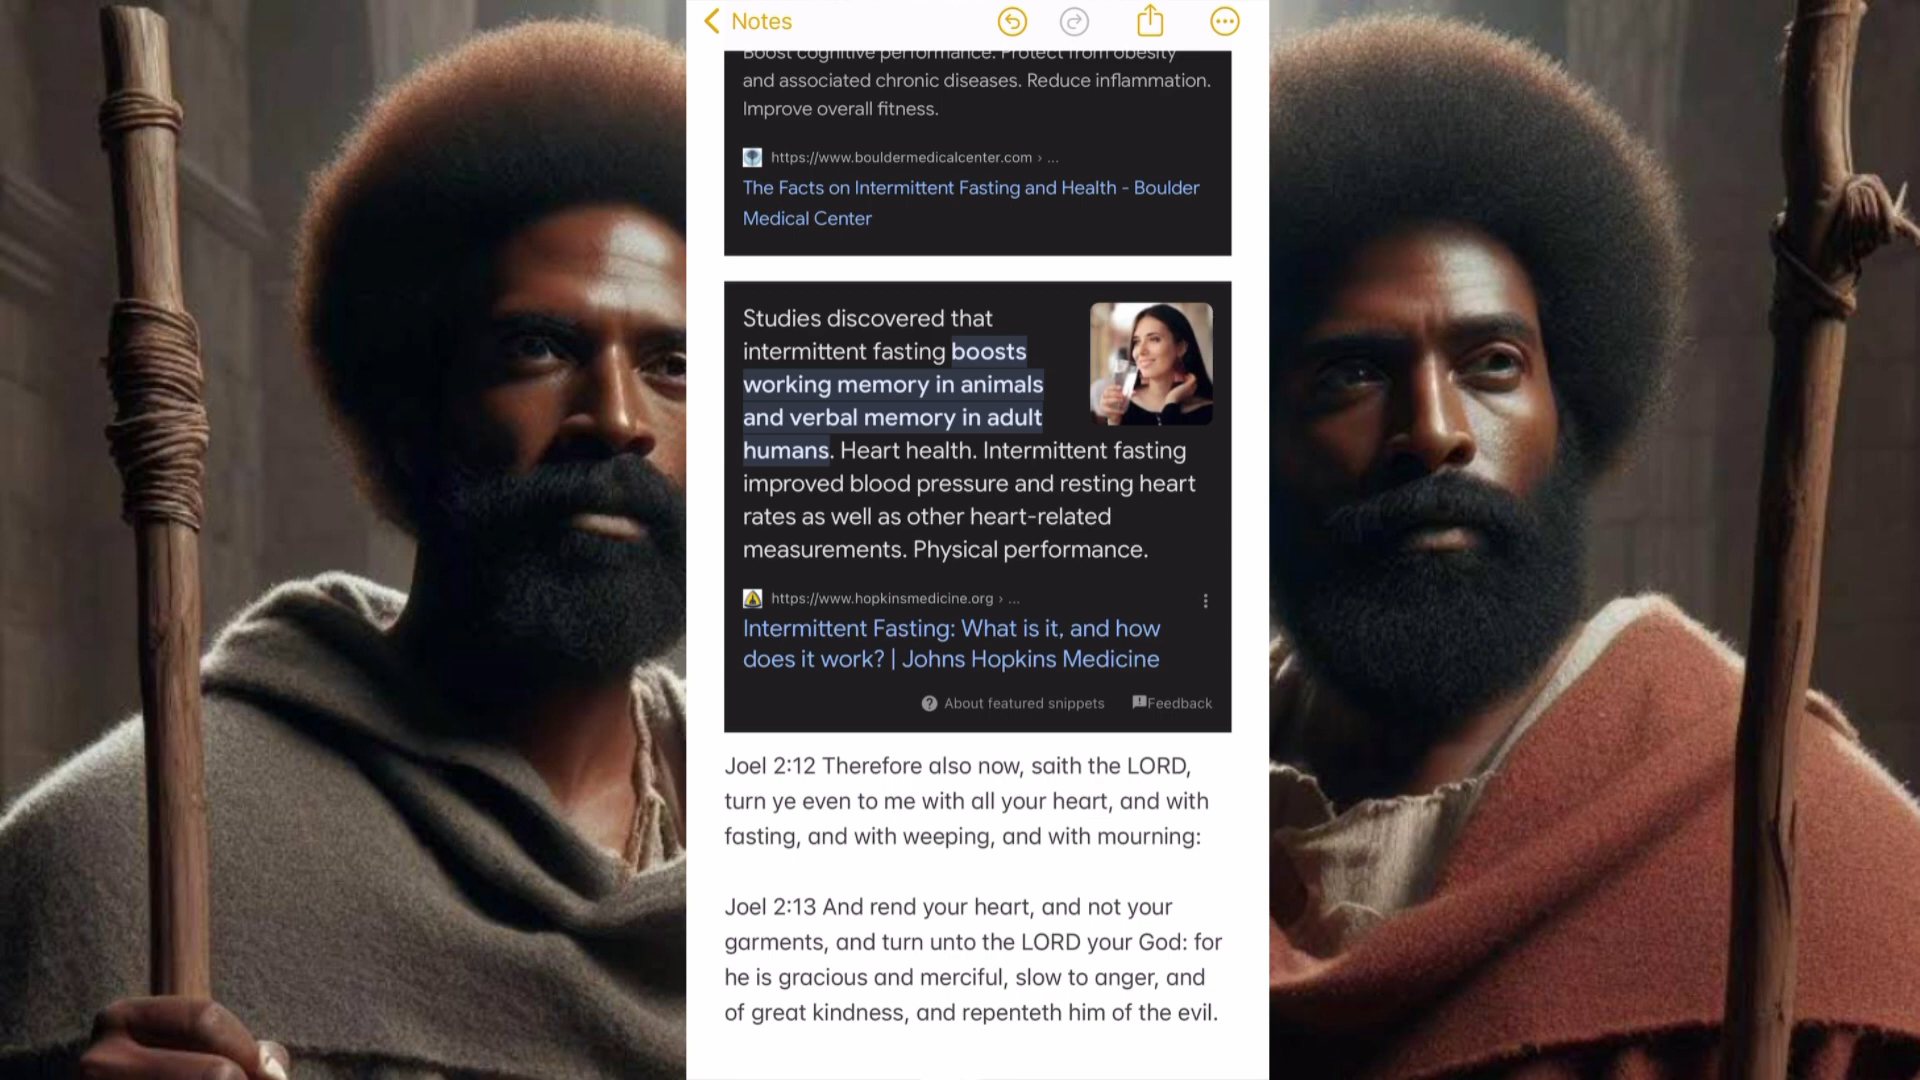 Notes
Boost cognitive performance. Protect from obesity
and associated chronic diseases. Reduce inflammation.
Improve overall fitness.
https://www.bouldermedicalcenter.com › ...
The Facts on Intermittent Fasting and Health - Boulder
Medical Center
Studies discovered that
intermittent fasting boosts
working memory in animals
and verbal memory in adult
humans. Heart health. Intermittent fasting
improved blood pressure and resting heart
rates as well as other heart-related
measurements. Physical performance.
https://www.hopkinsmedicine.org › ...
Intermittent Fasting: What is it, and how
does it work? | Johns Hopkins Medicine
About featured snippets Feedback
Joel 2:12 Therefore also now, saith the LORD,
turn ye even to me with all your heart, and with
fasting, and with weeping, and with mourning:
Joel 2:13 And rend your heart, and not your
garments, and turn unto the LORD your God: for
he is gracious and merciful, slow to anger, and
of great kindness, and repenteth him of the evil.